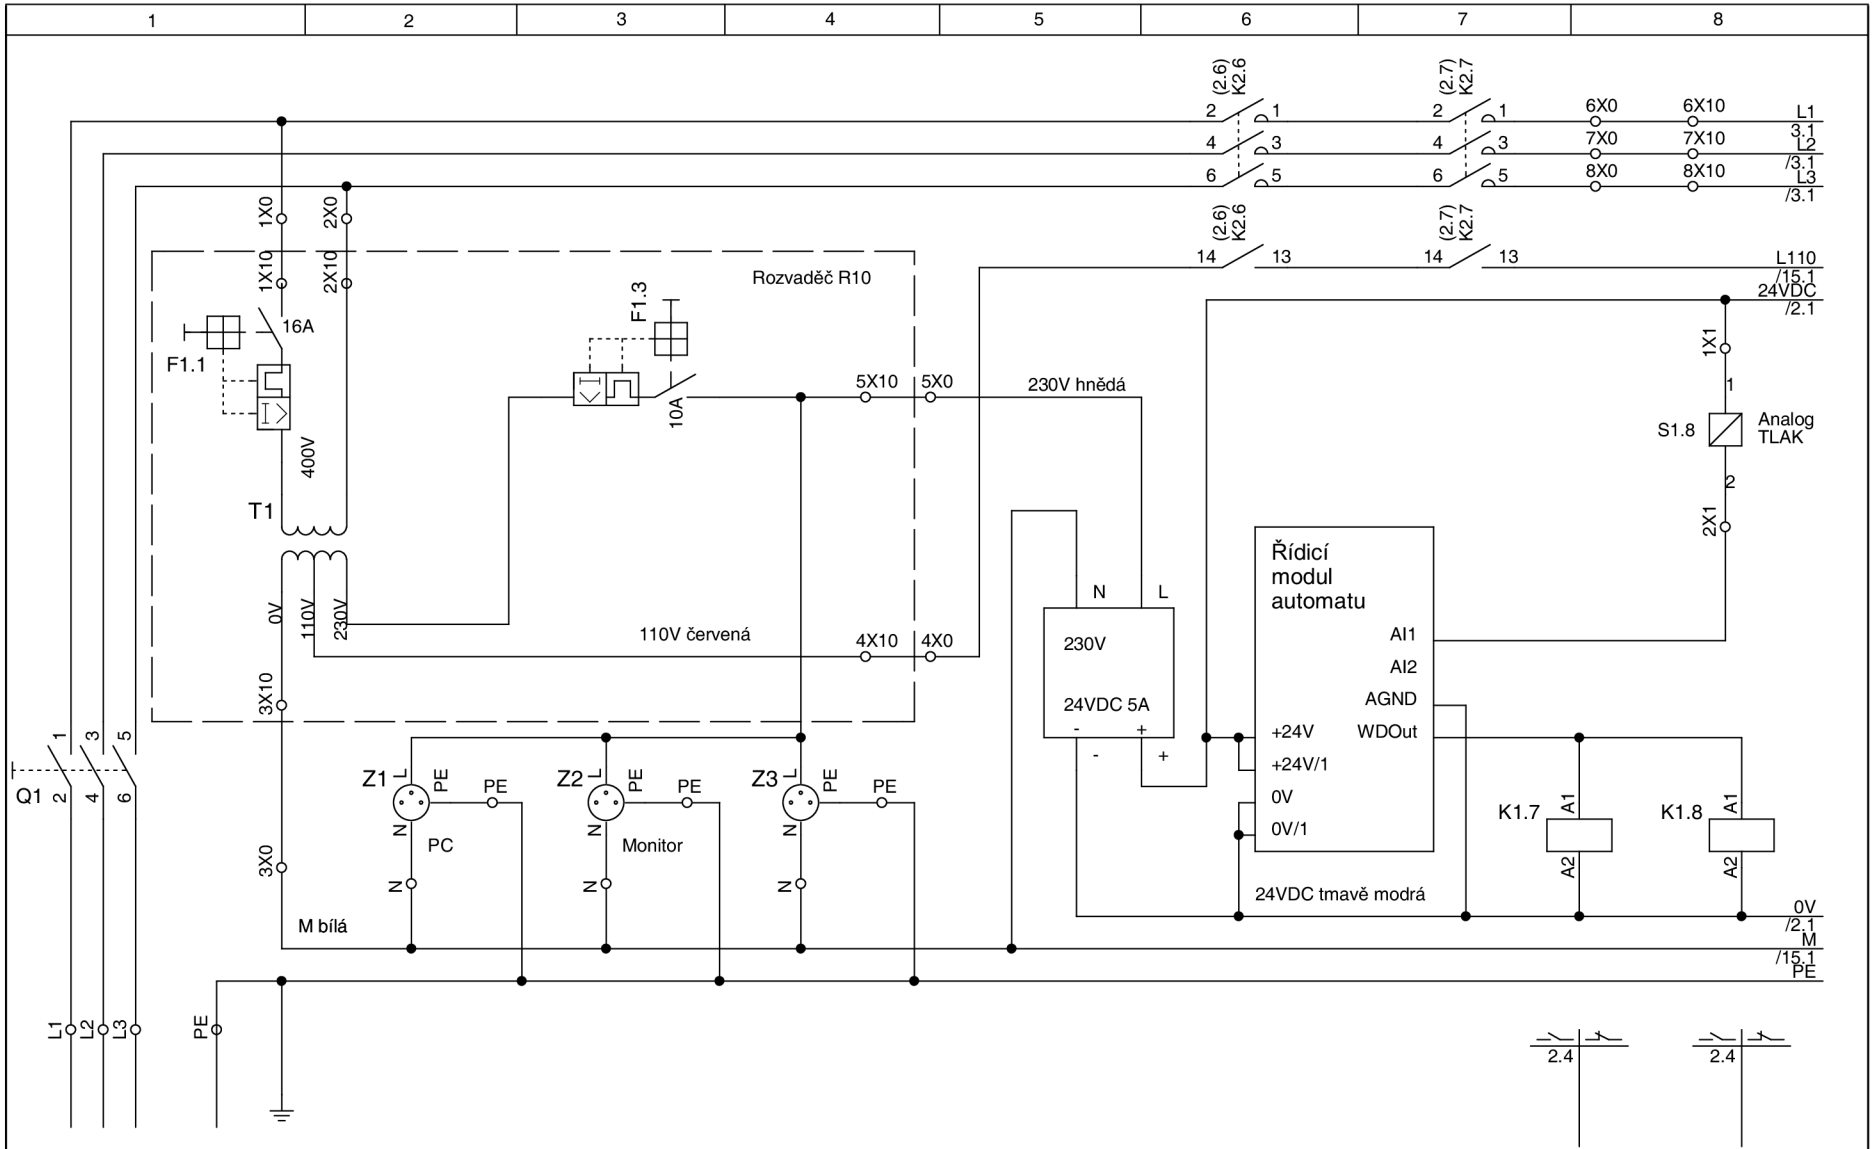 1 2 3 4 5 6 7 8
(2.6) K2.6 (2.7) K2.7
2 1 2 1 6X0 6X10 L1
3.1
4 3 4 3 7X0 7X10 L2
/3.1
6 5 6 5 8X0 8X10 L3
/3.1
1X0 2X0
(2.6) K2.6 (2.7) K2.7
14 13 14 13 L110
/15.1
1X10 2X10 Rozvaděč R10
24VDC
/2.1
F1.3
16A
F1.1
1X1
10A
5X10 5X0 230V hnědá
1
S1.8 Analog
TLAK
400V
2
T1
2X1
Řídicí
modul
automatu
N L
0V 110V 230V
110V červená 4X10 4X0
230V
AI1
AI2
3X10
24VDC 5A
AGND
- +
+24V WDOut
- +
+24V/1
1 3 5
Q1
2 4 6
Z1 L PE PE
Z2 L PE PE
Z3 L PE PE
0V
0V/1
K1.7 A1
K1.8 A1
N N N
PC Monitor
A2 A2
3X0
N N N
24VDC tmavě modrá
0V
/2.1
M bílá
M
/15.1
PE
L1 L2 L3 PE
2.4 2.4